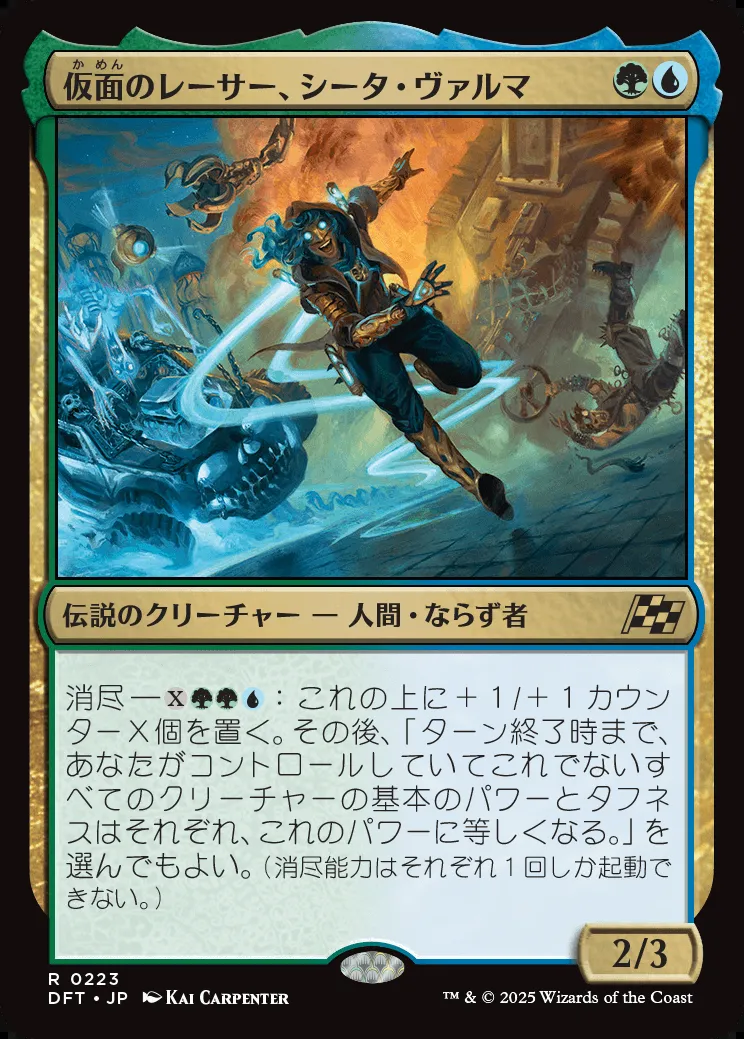 かめん
仮面のレーサー、シータ・ヴァルマ
伝説のクリーチャー ― 人間・ならず者
消尽―X：これの上に＋１/＋１カウン
ターＸ個を置く。その後、「ターン終了時まで、
あなたがコントロールしていてこれでないす
べてのクリーチャーの基本のパワーとタフネ
スはそれぞれ、これのパワーに等しくなる。」を
選んでもよい。（消尽能力はそれぞれ１回しか起動で
きない。）
2/3
R 0223
DFT • JP KAI CARPENTER
™ & © 2025 Wizards of the Coast